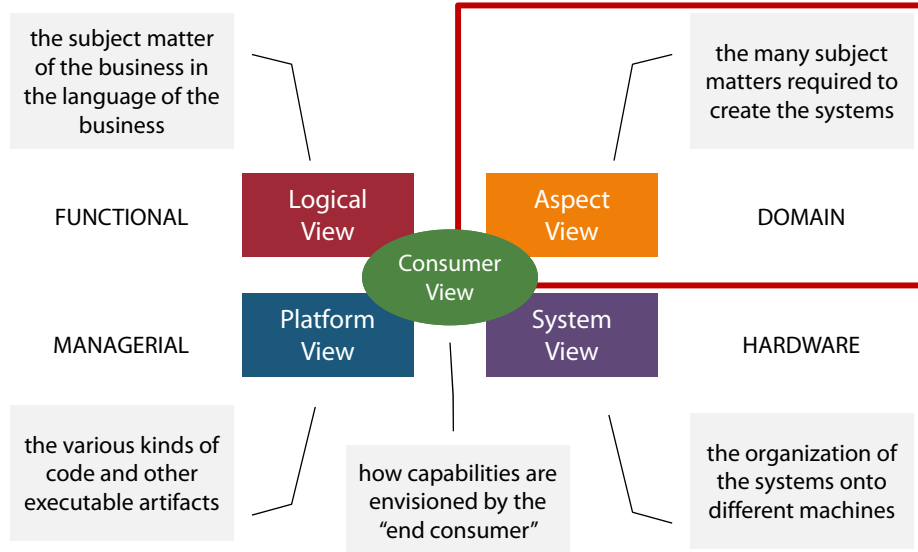 the subject matter
of the business in
the language of the
business
the many subject
matters required to
create the systems
FUNCTIONAL
Logical
View
Aspect
View
DOMAIN
Consumer
View
MANAGERIAL
Platform
View
System
View
HARDWARE
the various kinds of
code and other
executable artifacts
how capabilities are
envisioned by the
“end consumer”
the organization of
the systems onto
different machines